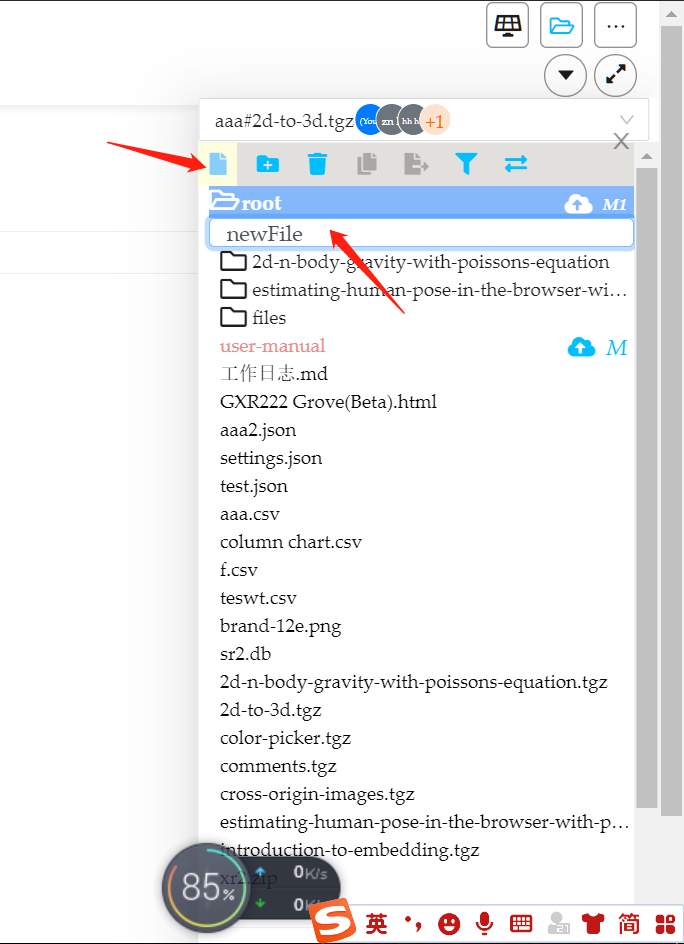 ...
aaa#2d-to-3d.tgz (You zn hh h +1
X
root M1
newFile
2d-n-body-gravity-with-poissons-equation
estimating-human-pose-in-the-browser-wi...
files
user-manual M
工作日志.md
GXR222 Grove(Beta).html
aaa2.json
settings.json
test.json
aaa.csv
column chart.csv
f.csv
teswt.csv
brand-12e.png
sr2.db
2d-n-body-gravity-with-poissons-equation.tgz
2d-to-3d.tgz
color-picker.tgz
comments.tgz
cross-origin-images.tgz
estimating-human-pose-in-the-browser-with-p...
introduction-to-embedding.tgz
xr2.zip
85% 0K/s
0K/s
S 英 简